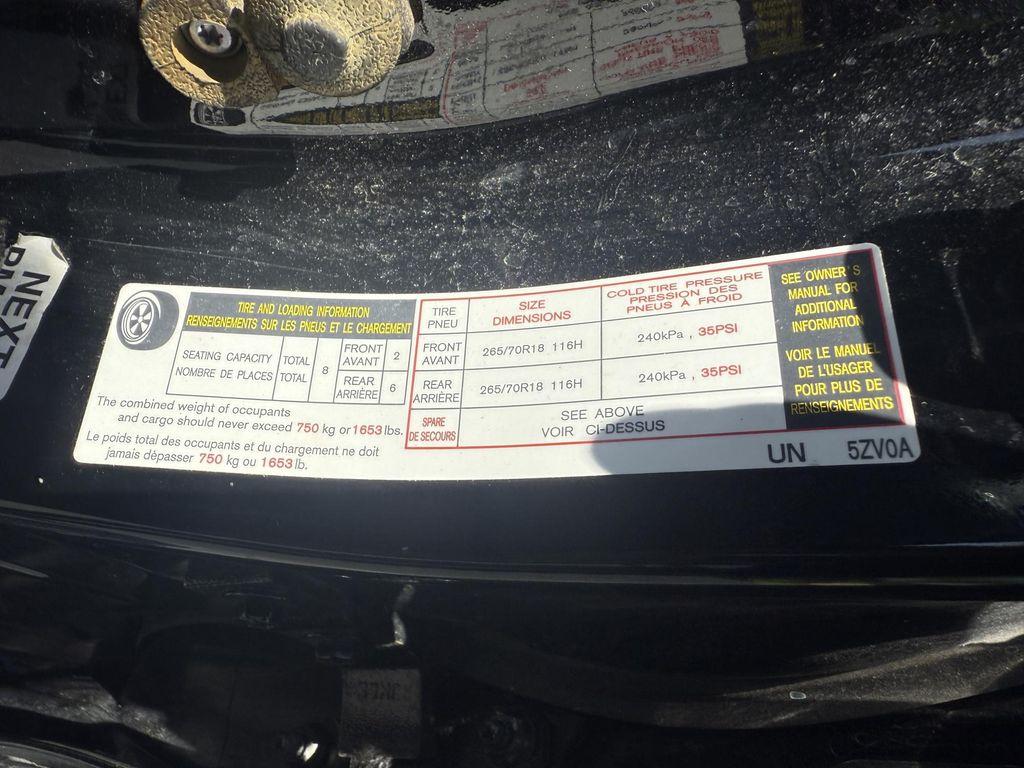 TIRE AND LOADING INFORMATION
RENSEIGNEMENTS SUR LES PNEUS ET LE CHARGEMENT
SEATING CAPACITY
NOMBRE DE PLACES
TOTAL
TOTAL
8
FRONT
AVANT
2
REAR
ARRIÈRE
6
The combined weight of occupants
and cargo should never exceed 750 kg or 1653 lbs.
Le poids total des occupants et du chargement ne doit
jamais dépasser 750 kg ou 1653 lb.
TIRE
PNEU
SIZE
DIMENSIONS
COLD TIRE PRESSURE
PRESSION DES
PNEUS À FROID
FRONT
AVANT
265/70R18 116H
240kPa , 35PSI
REAR
ARRIÈRE
265/70R18 116H
240kPa , 35PSI
SPARE
DE SECOURS
SEE ABOVE
VOIR CI-DESSUS
SEE OWNER'S
MANUAL FOR
ADDITIONAL
INFORMATION
VOIR LE MANUEL
DE L'USAGER
POUR PLUS DE
RENSEIGNEMENTS
UN 5ZV0A
NEXT